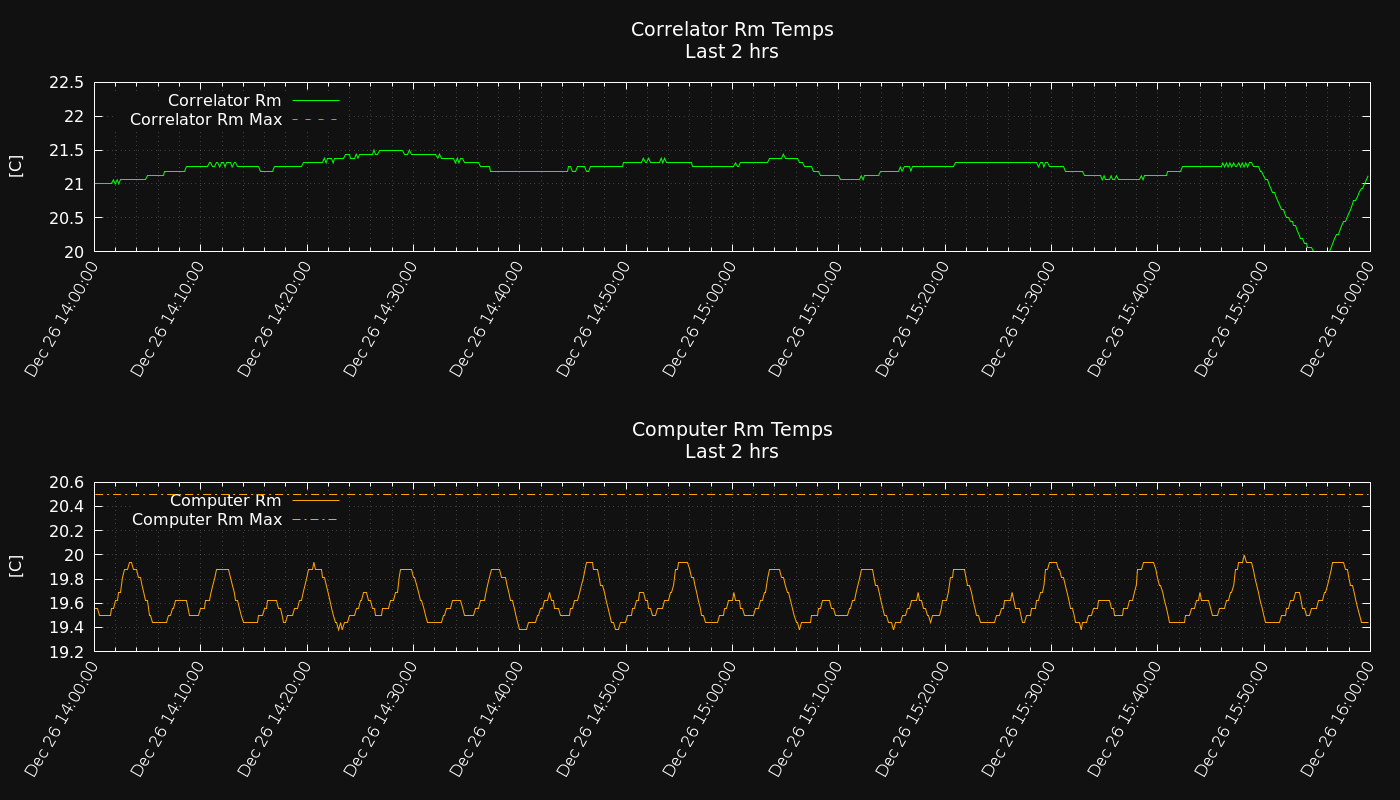 Correlator Rm Temps
Last 2 hrs
22.5
22
21.5
21
20.5
20
[C]
Correlator Rm
Correlator Rm Max
Dec 26 14:00:00
Dec 26 14:10:00
Dec 26 14:20:00
Dec 26 14:30:00
Dec 26 14:40:00
Dec 26 14:50:00
Dec 26 15:00:00
Dec 26 15:10:00
Dec 26 15:20:00
Dec 26 15:30:00
Dec 26 15:40:00
Dec 26 15:50:00
Dec 26 16:00:00
Computer Rm Temps
Last 2 hrs
20.6
20.4
20.2
20
19.8
19.6
19.4
19.2
[C]
Computer Rm
Computer Rm Max
Dec 26 14:00:00
Dec 26 14:10:00
Dec 26 14:20:00
Dec 26 14:30:00
Dec 26 14:40:00
Dec 26 14:50:00
Dec 26 15:00:00
Dec 26 15:10:00
Dec 26 15:20:00
Dec 26 15:30:00
Dec 26 15:40:00
Dec 26 15:50:00
Dec 26 16:00:00